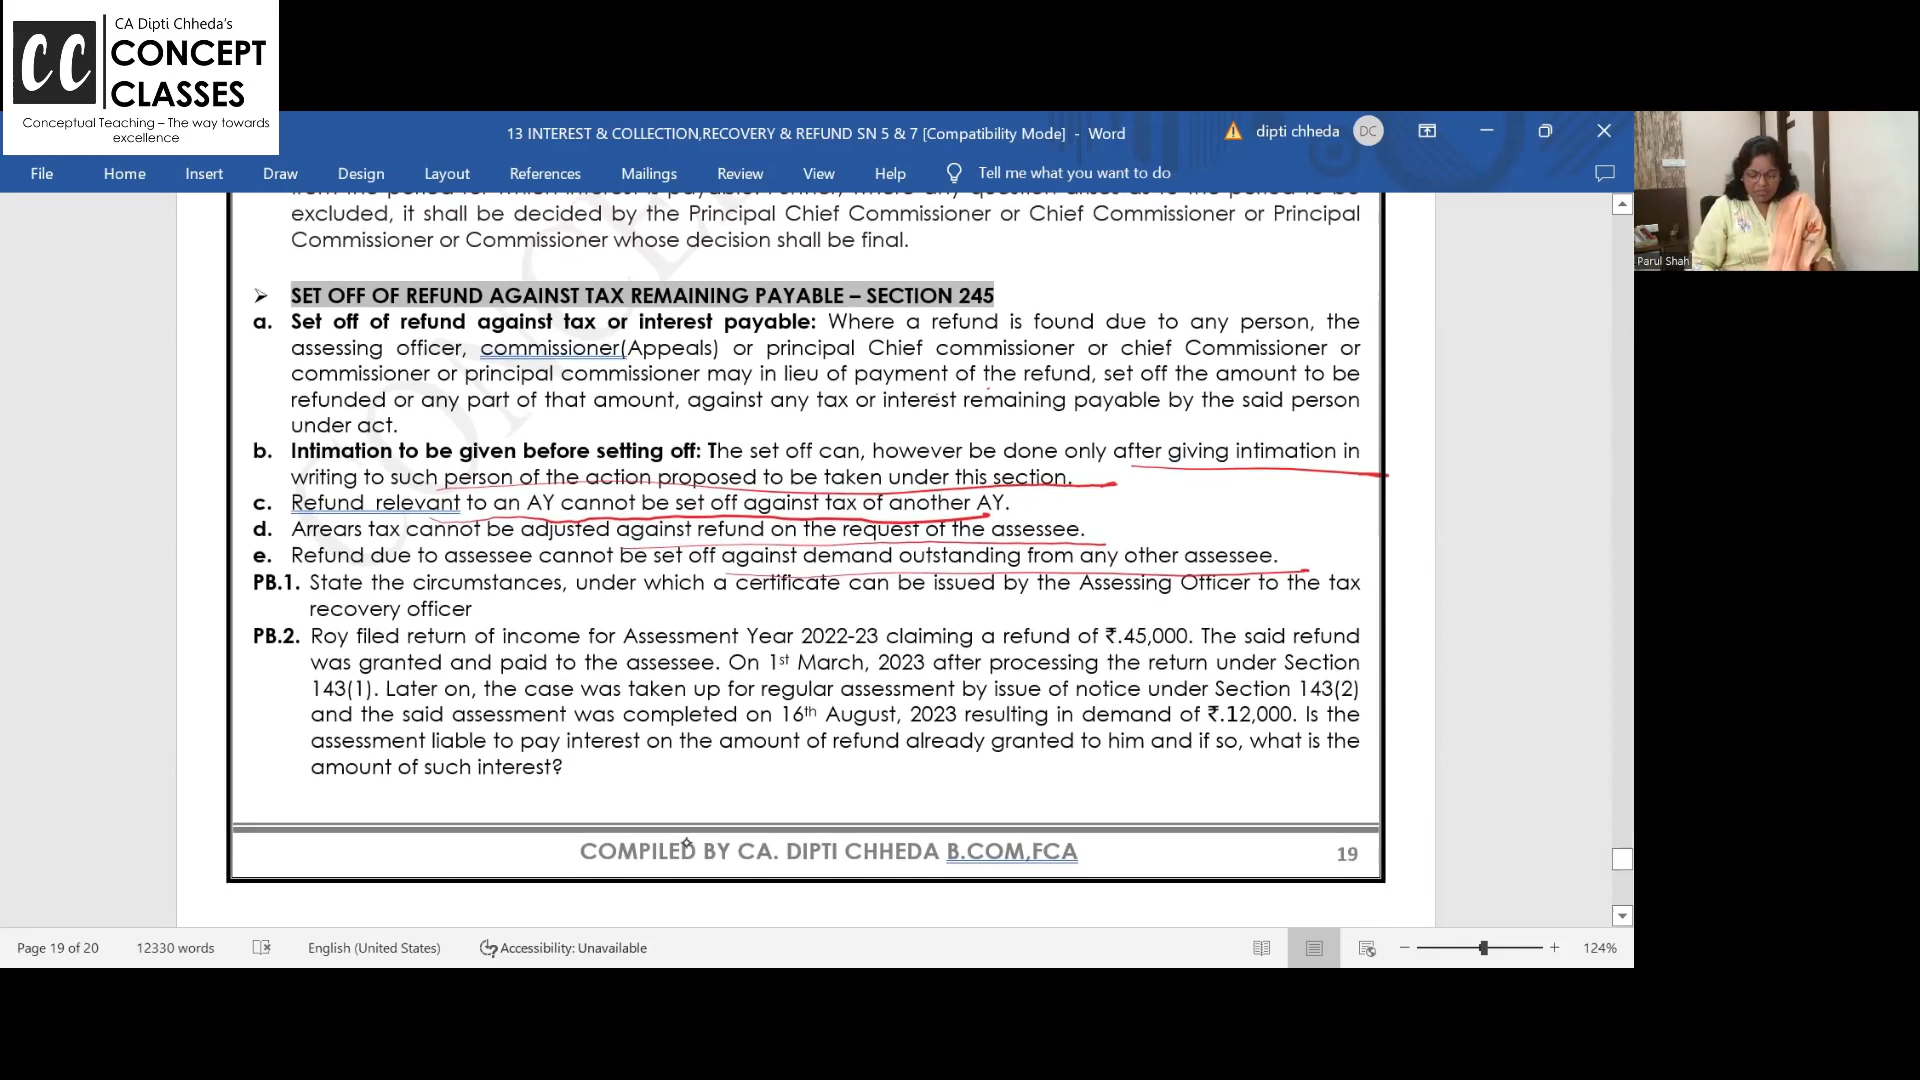 CA Dipti Chheda's
CC CONCEPT
CLASSES
Conceptual Teaching – The way towards
excellence
13 INTEREST & COLLECTION,RECOVERY & REFUND SN 5 & 7 [Compatibility Mode] - Word
dipti chheda
DC
File Home Insert Draw Design Layout References Mailings Review View Help Tell me what you want to do
from the period for which interest is payable. Further, where any question arises as to the period to be
excluded, it shall be decided by the Principal Chief Commissioner or Chief Commissioner or Principal
Commissioner or Commissioner whose decision shall be final.
SET OFF OF REFUND AGAINST TAX REMAINING PAYABLE – SECTION 245
a. Set off of refund against tax or interest payable: Where a refund is found due to any person, the
assessing officer, commissioner(Appeals) or principal Chief commissioner or chief Commissioner or
commissioner or principal commissioner may in lieu of payment of the refund, set off the amount to be
refunded or any part of that amount, against any tax or interest remaining payable by the said person
under act.
b. Intimation to be given before setting off: The set off can, however be done only after giving intimation in
writing to such person of the action proposed to be taken under this section.
c. Refund relevant to an AY cannot be set off against tax of another AY.
d. Arrears tax cannot be adjusted against refund on the request of the assessee.
e. Refund due to assessee cannot be set off against demand outstanding from any other assessee.
PB.1. State the circumstances, under which a certificate can be issued by the Assessing Officer to the tax
recovery officer
PB.2. Roy filed return of income for Assessment Year 2022-23 claiming a refund of ₹.45,000. The said refund
was granted and paid to the assessee. On 1st March, 2023 after processing the return under Section
143(1). Later on, the case was taken up for regular assessment by issue of notice under Section 143(2)
and the said assessment was completed on 16th August, 2023 resulting in demand of ₹.12,000. Is the
assessment liable to pay interest on the amount of refund already granted to him and if so, what is the
amount of such interest?
COMPILED BY CA. DIPTI CHHEDA B.COM,FCA
19
Page 19 of 20
12330 words
English (United States)
Accessibility: Unavailable
124%
Parul Shah